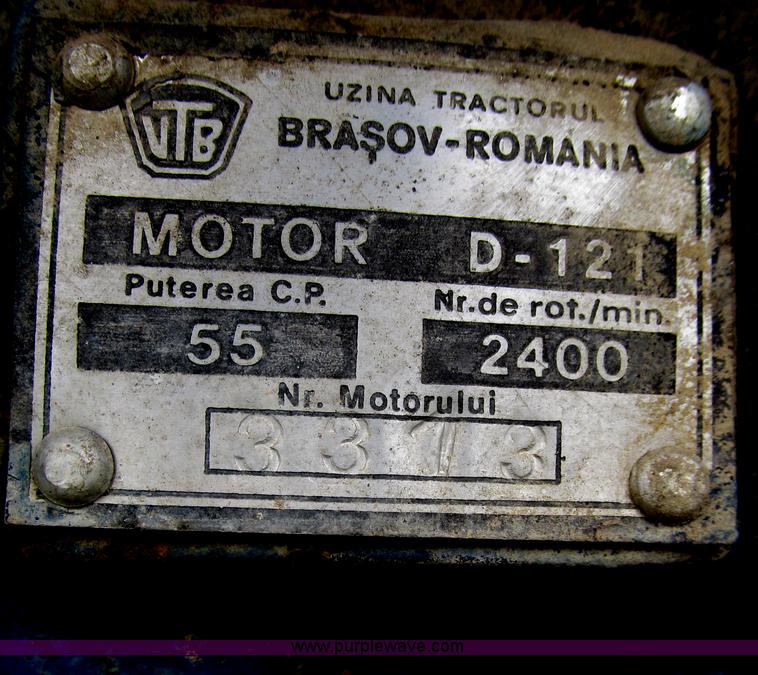 UTB
UZINA TRACTORUL
BRAȘOV-ROMANIA
MOTOR D-121
Puterea C.P.
Nr.de rot./min.
55
2400
Nr. Motorului
3313
www.purplewave.com